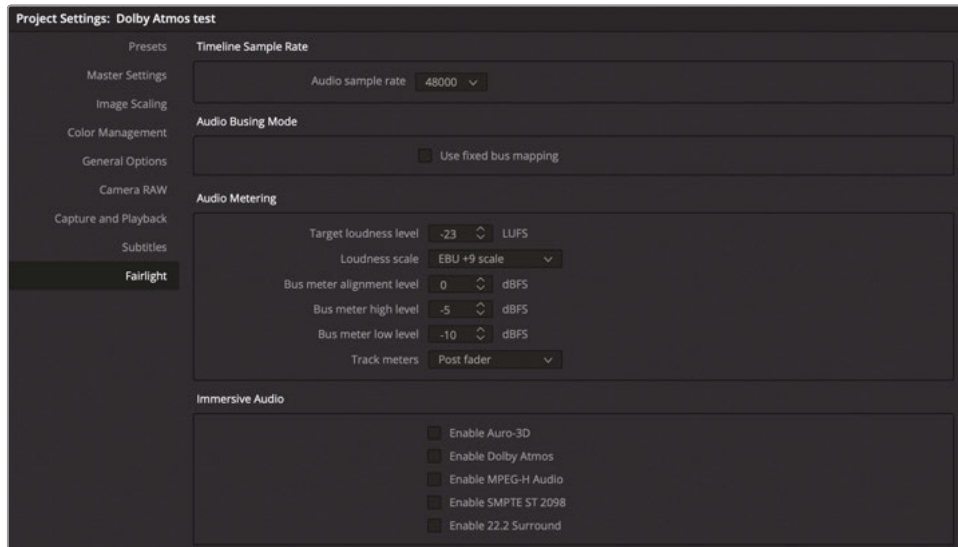 Project Settings: Dolby Atmos test
Presets
Master Settings
Image Scaling
Color Management
General Options
Camera RAW
Capture and Playback
Subtitles
Fairlight
Timeline Sample Rate
Audio sample rate 48000
Audio Busing Mode
Use fixed bus mapping
Audio Metering
Target loudness level -23 LUFS
Loudness scale EBU +9 scale
Bus meter alignment level 0 dBFS
Bus meter high level -5 dBFS
Bus meter low level -10 dBFS
Track meters Post fader
Immersive Audio
Enable Auro-3D
Enable Dolby Atmos
Enable MPEG-H Audio
Enable SMPTE ST 2098
Enable 22.2 Surround